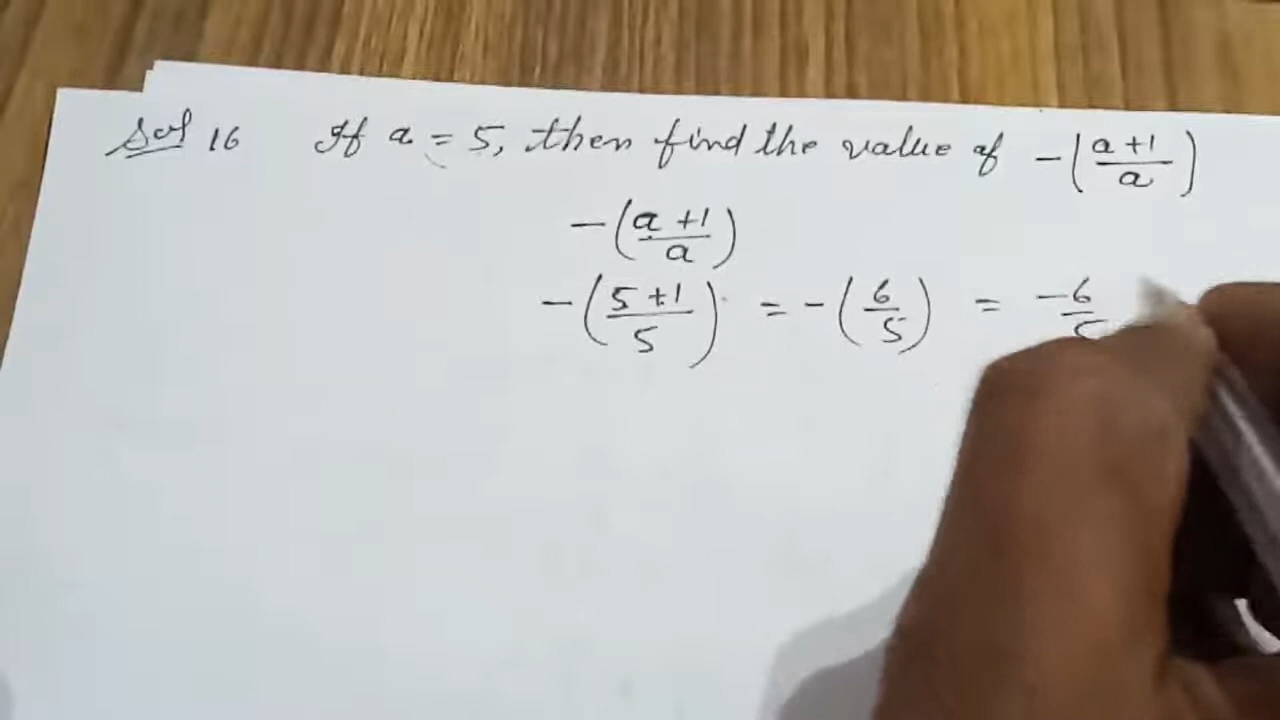 Sol 16 If a = 5, then find the value of -(a+1/a)
-(a+1/a)
-(5+1/5) = -(6/5) = -6/5